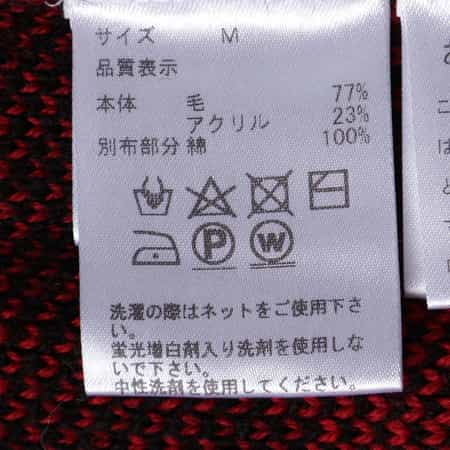 サイズ M
品質表示
本体 毛 77%
アクリル 23%
別布部分 綿 100%
P W
洗濯の際はネットをご使用下さ
い。
蛍光増白剤入り洗剤を使用しな
いで下さい。
中性洗剤を使用してください。